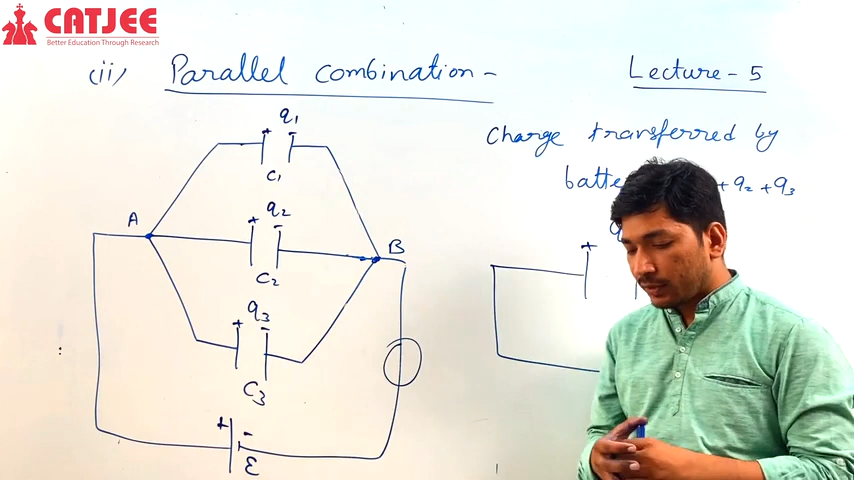 CATJEE
Better Education Through Research
(ii) Parallel combination -
Lecture - 5
Charge transferred by
+ q2 + q3
q1
+ -
C1
q2
+ -
C2
A
B
q3
+ -
C3
+ -
ε
q
+